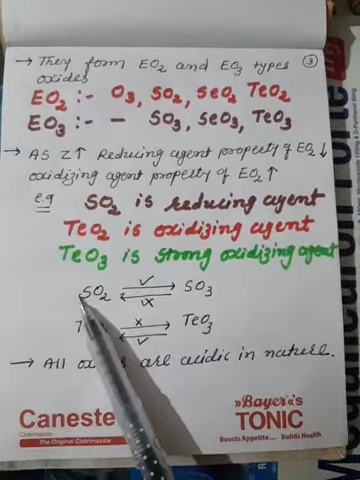 → They form EO₂ and EO₃ types ③
oxides
EO₂ :- O₃, SO₂, SeO₂ TeO₂
EO₃ :- - SO₃, SeO₃, TeO₃
→ AS Z↑ Reducing agent property of EO₂↓
oxidizing agent property of EO₂↑
e.g SO₂ is reducing agent
TeO₂ is oxidizing agent
TeO₃ is strong oxidizing agent
SO₂ ✓ ⇌ x SO₃
x ⇌ ✓ TeO₃
→ All are acidic in nature.
Caneste
Clotrimazole
The Original Clotrimazole
»Bayer«s
TONIC
Boosts Appetite... Builds Health